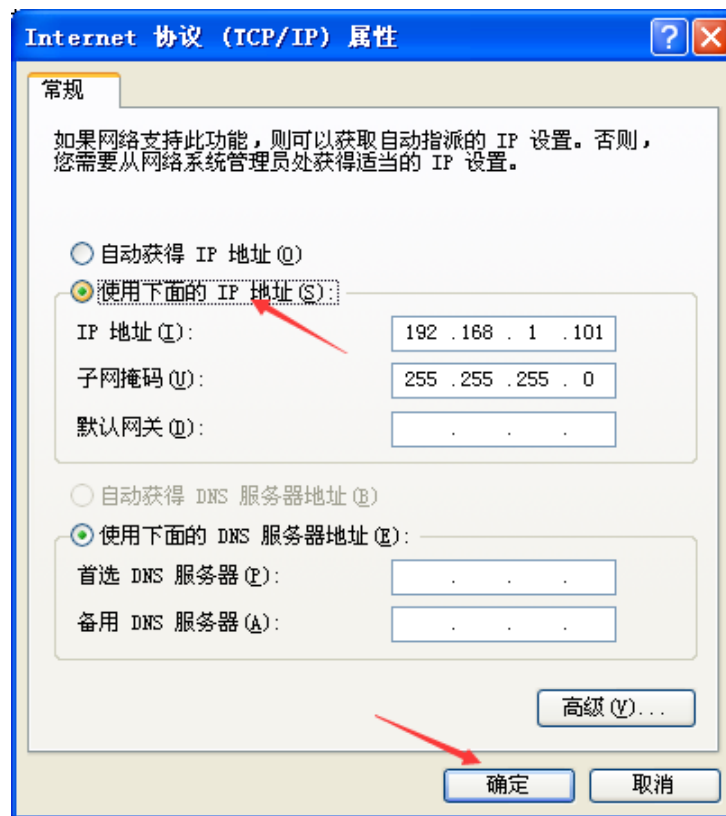 Internet 协议 (TCP/IP) 属性
常规
如果网络支持此功能，则可以获取自动指派的 IP 设置。否则，
您需要从网络系统管理员处获得适当的 IP 设置。
自动获得 IP 地址(O)
使用下面的 IP 地址(S):
IP 地址(I): 192 .168 . 1 .101
子网掩码(U): 255 .255 .255 . 0
默认网关(D): . . .
自动获得 DNS 服务器地址(B)
使用下面的 DNS 服务器地址(E):
首选 DNS 服务器(P): . . .
备用 DNS 服务器(A): . . .
高级(V)...
确定 取消